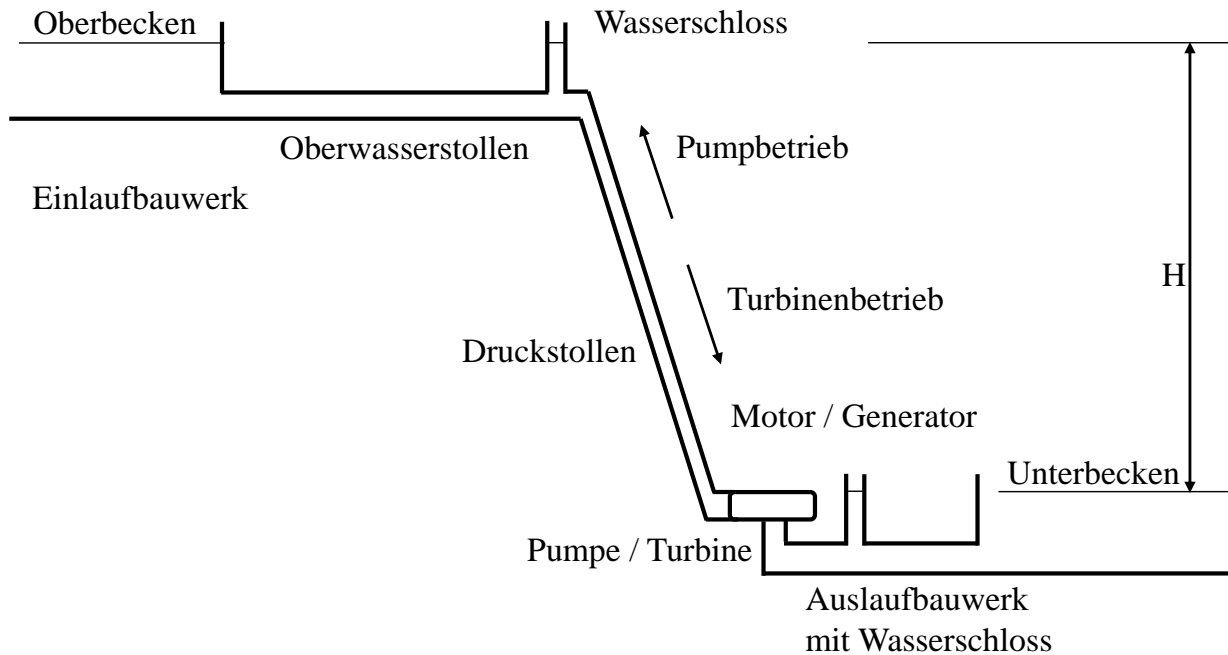 Oberbecken
Wasserschloss
Oberwasserstollen
Pumpbetrieb
Einlaufbauwerk
H
Turbinenbetrieb
Druckstollen
Motor / Generator
Unterbecken
Pumpe / Turbine
Auslaufbauwerk
mit Wasserschloss